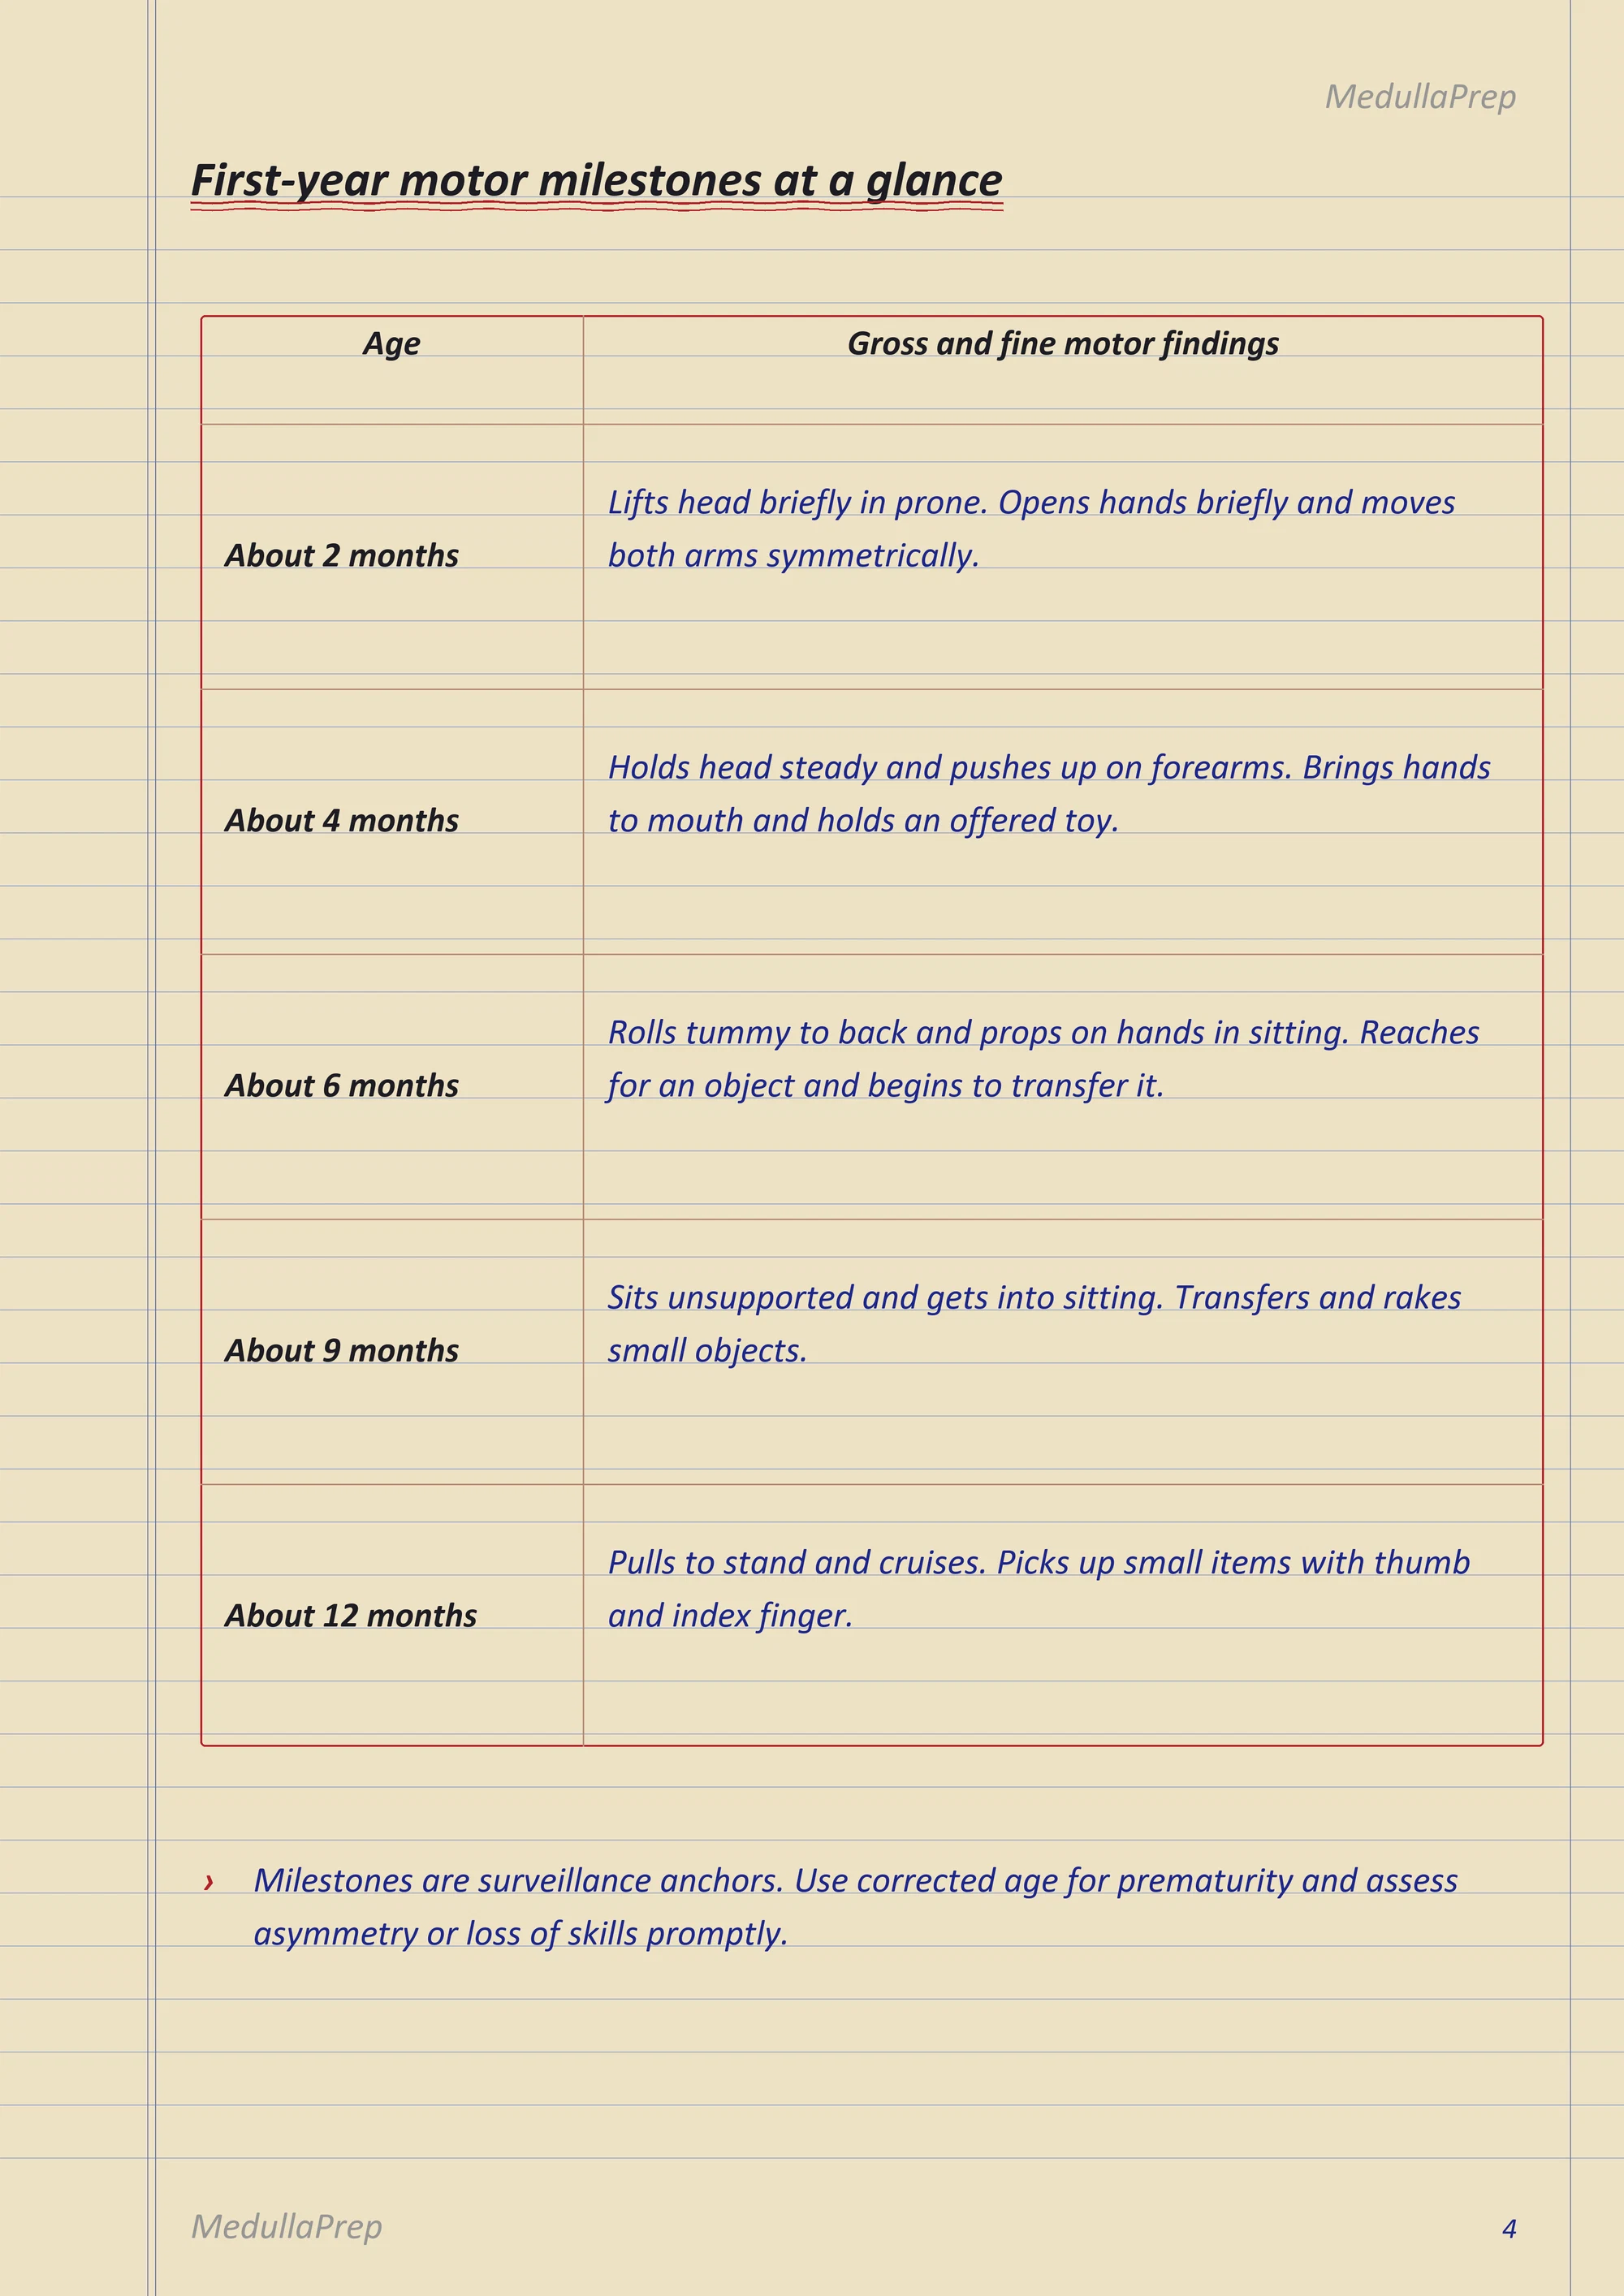 MedullaPrep
First-year motor milestones at a glance
Age
Gross and fine motor findings
About 2 months
Lifts head briefly in prone. Opens hands briefly and moves
both arms symmetrically.
About 4 months
Holds head steady and pushes up on forearms. Brings hands
to mouth and holds an offered toy.
About 6 months
Rolls tummy to back and props on hands in sitting. Reaches
for an object and begins to transfer it.
About 9 months
Sits unsupported and gets into sitting. Transfers and rakes
small objects.
About 12 months
Pulls to stand and cruises. Picks up small items with thumb
and index finger.
› Milestones are surveillance anchors. Use corrected age for prematurity and assess
asymmetry or loss of skills promptly.
MedullaPrep
4